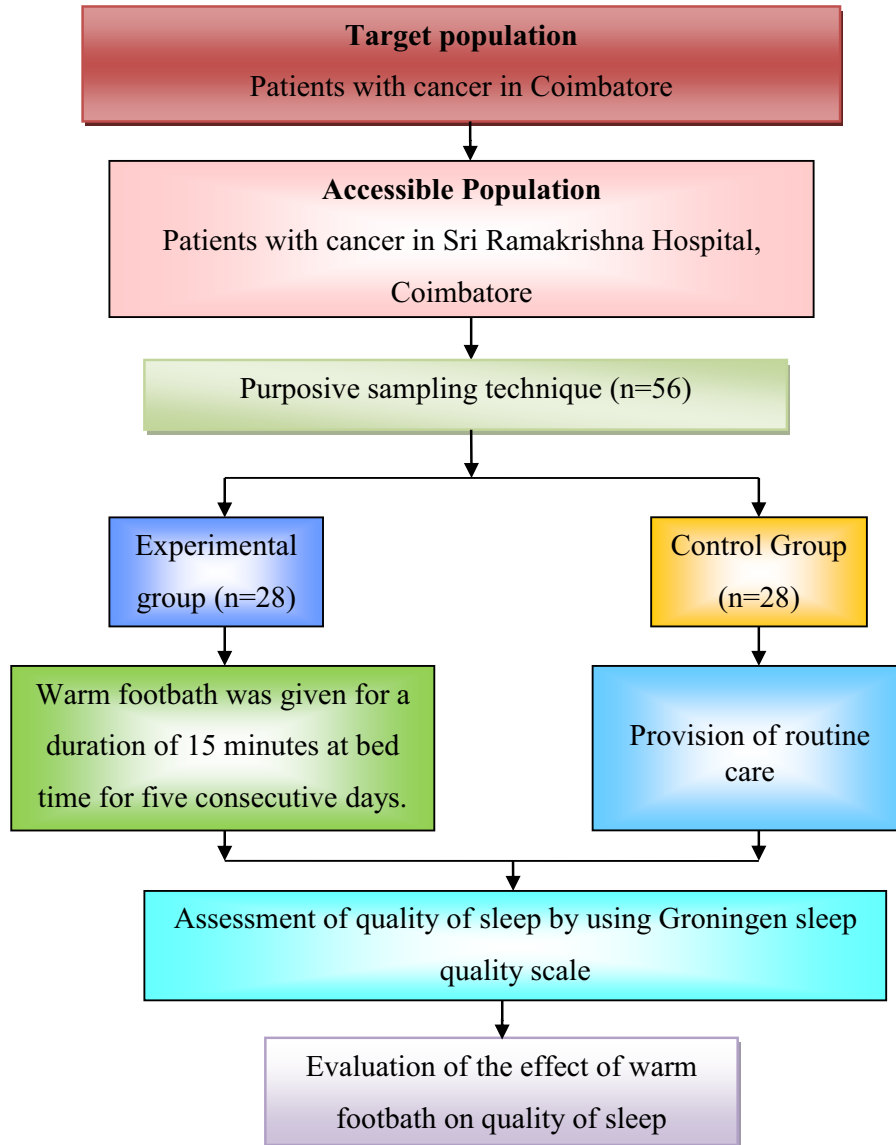 Target population
Patients with cancer in Coimbatore
Accessible Population
Patients with cancer in Sri Ramakrishna Hospital,
Coimbatore
Purposive sampling technique (n=56)
Experimental
group (n=28)
Control Group
(n=28)
Warm footbath was given for a
duration of 15 minutes at bed
time for five consecutive days.
Provision of routine
care
Assessment of quality of sleep by using Groningen sleep
quality scale
Evaluation of the effect of warm
footbath on quality of sleep